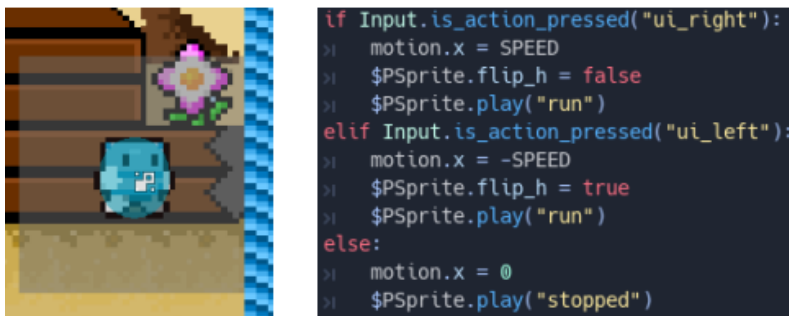 if Input.is_action_pressed("ui_right"):
    motion.x = SPEED
    $PSprite.flip_h = false
    $PSprite.play("run")
elif Input.is_action_pressed("ui_left"):
    motion.x = -SPEED
    $PSprite.flip_h = true
    $PSprite.play("run")
else:
    motion.x = 0
    $PSprite.play("stopped")